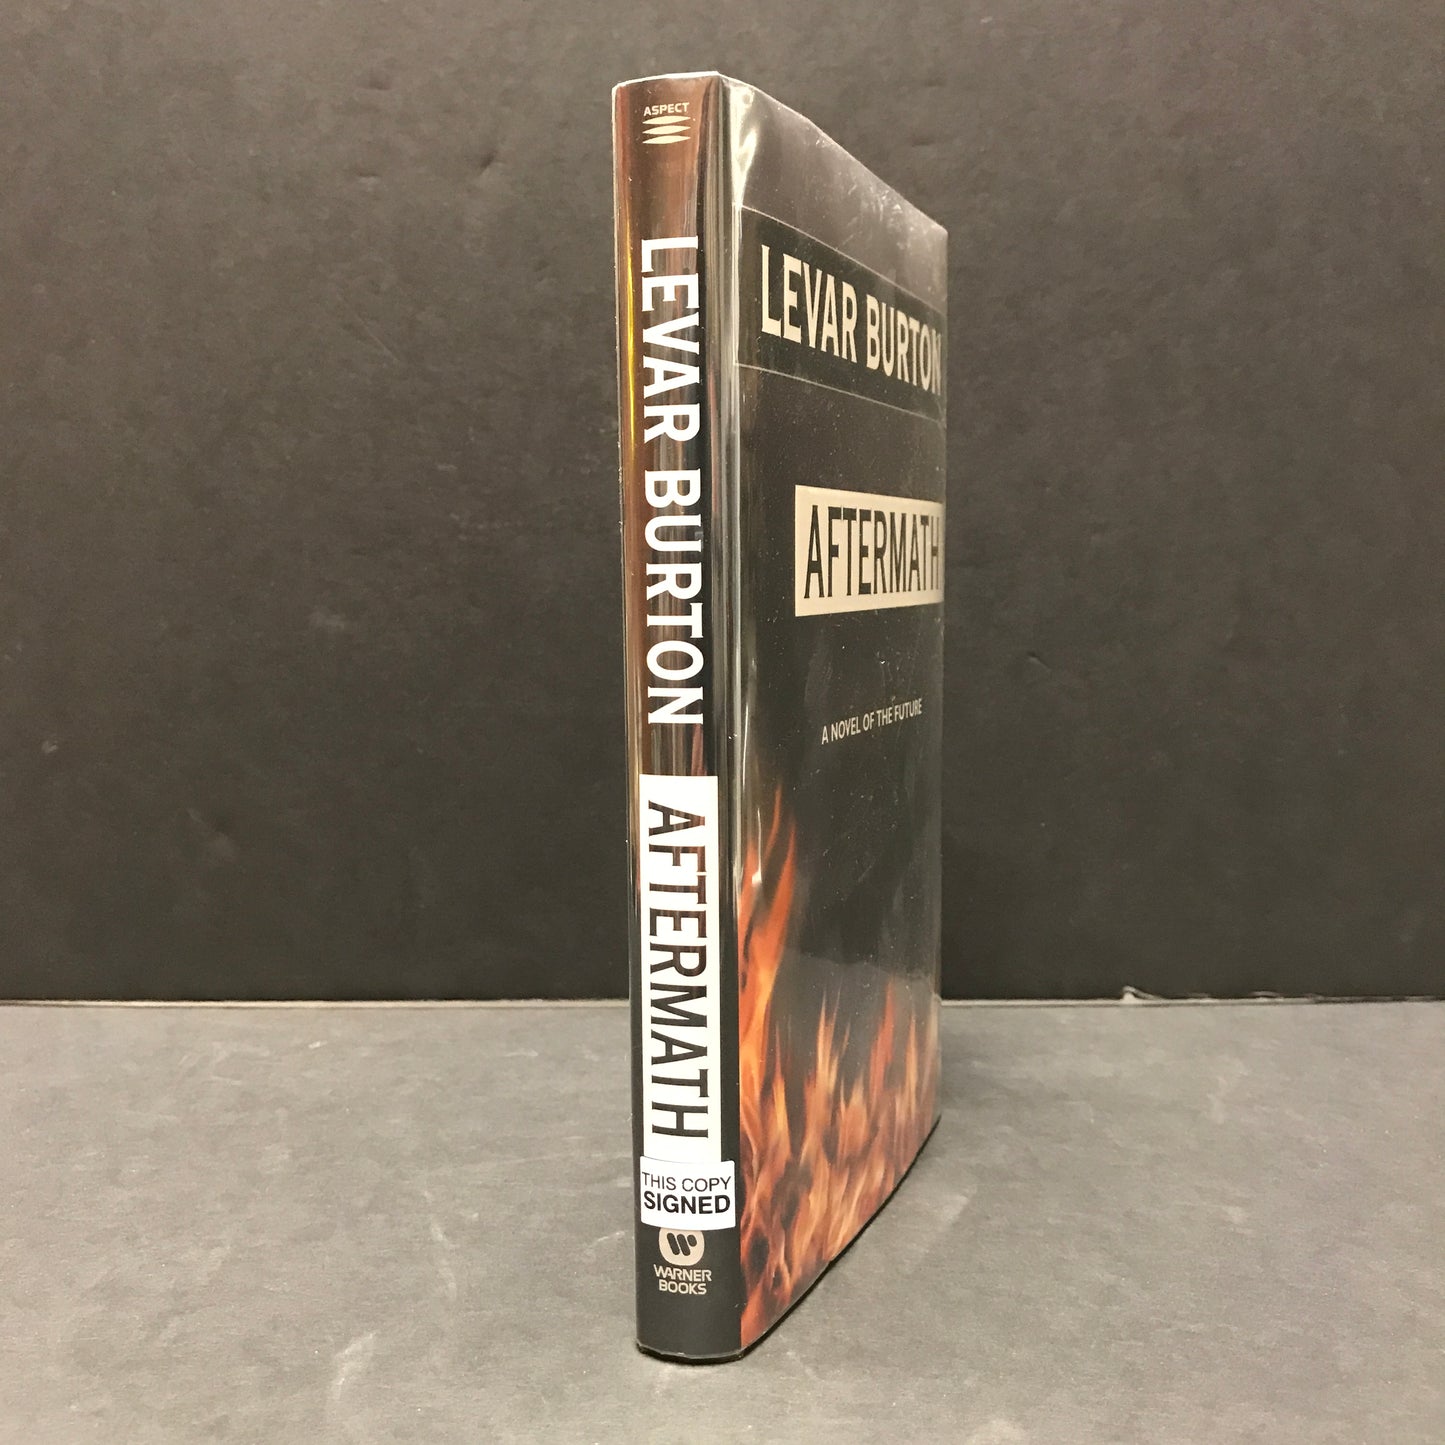 ASPECT
LEVAR BURTON
AFTERMATH
THIS COPY
SIGNED
WARNER
BOOKS
LEVAR BURTON
AFTERMATH
A NOVEL OF THE FUTURE